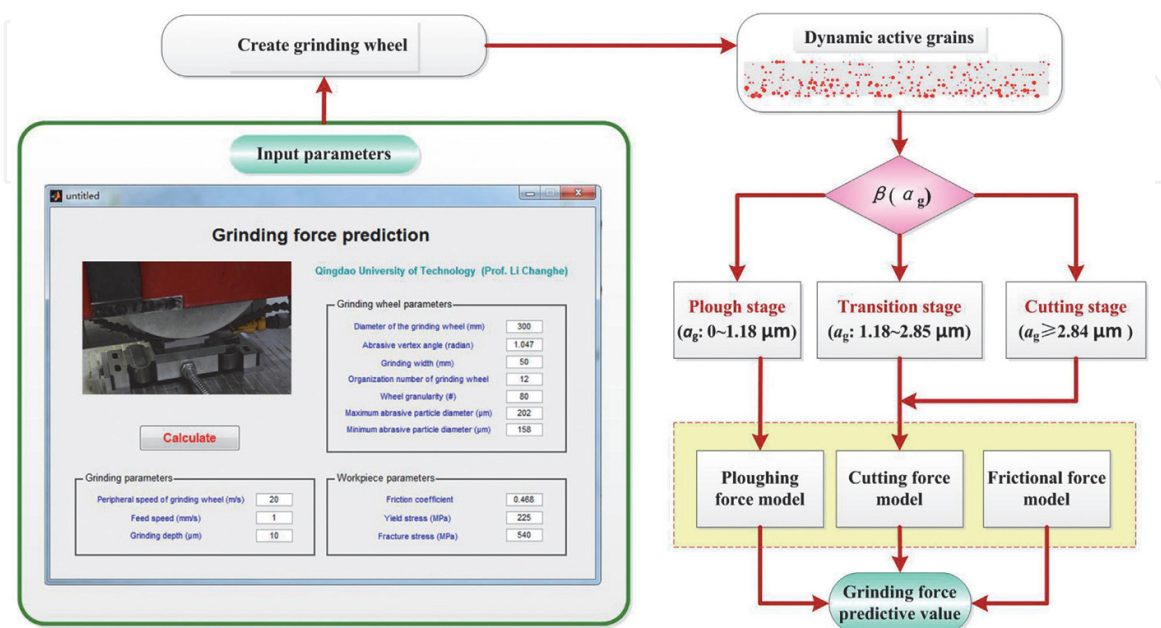 Create grinding wheel
Dynamic active grains
Input parameters
untitled
Grinding force prediction
Qingdao University of Technology (Prof. Li Changhe)
Grinding wheel parameters
Diameter of the grinding wheel (mm) 300
Abrasive vertex angle (radian) 1.047
Grinding width (mm) 50
Organization number of grinding wheel 12
Wheel granularity (#) 80
Maximum abrasive particle diameter (μm) 202
Minimum abrasive particle diameter (μm) 158
Calculate
Grinding parameters
Peripheral speed of grinding wheel (m/s) 20
Feed speed (mm/s) 1
Grinding depth (μm) 10
Workpiece parameters
Friction coefficient 0.468
Yield stress (MPa) 225
Fracture stress (MPa) 540
β( αg)
Plough stage
(ag: 0~1.18 μm)
Transition stage
(ag: 1.18~2.85 μm)
Cutting stage
(ag≥2.84 μm )
Ploughing
force model
Cutting force
model
Frictional force
model
Grinding force
predictive value